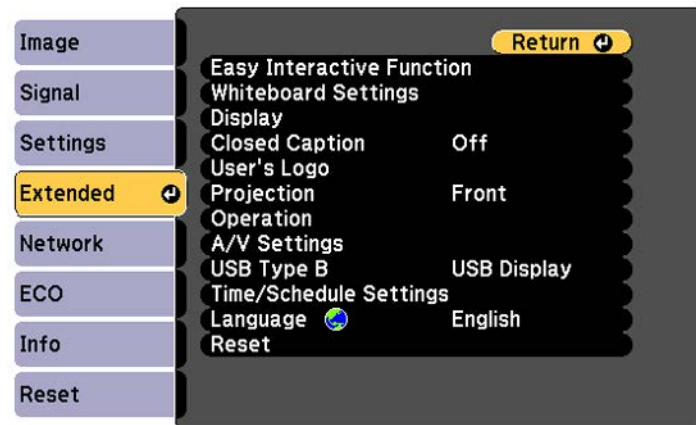 Image
Signal
Settings
Extended
Network
ECO
Info
Reset
Return
Easy Interactive Function
Whiteboard Settings
Display
Closed Caption Off
User's Logo
Projection Front
Operation
A/V Settings
USB Type B USB Display
Time/Schedule Settings
Language English
Reset